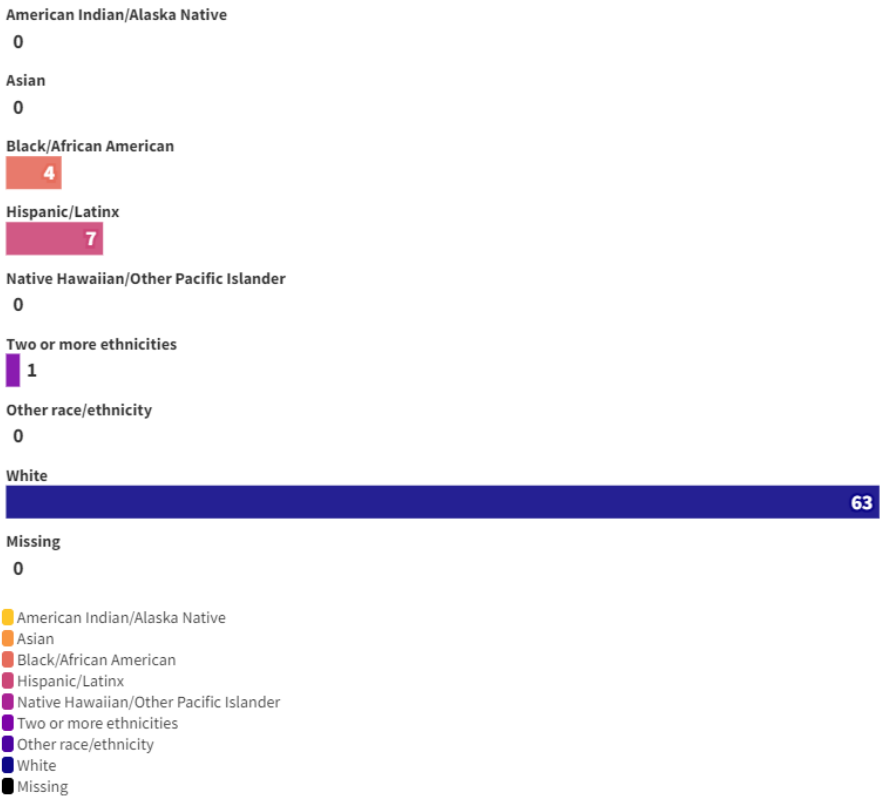 American Indian/Alaska Native
0
Asian
0
Black/African American
4
Hispanic/Latinx
7
Native Hawaiian/Other Pacific Islander
0
Two or more ethnicities
1
Other race/ethnicity
0
White
63
Missing
0
American Indian/Alaska Native
Asian
Black/African American
Hispanic/Latinx
Native Hawaiian/Other Pacific Islander
Two or more ethnicities
Other race/ethnicity
White
Missing